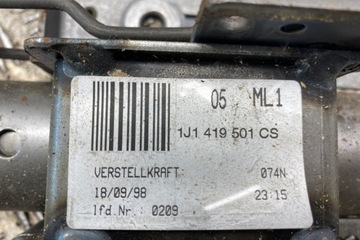 05 ML1
1J1 419 501 CS
VERSTELLKRAFT: 074N
18/09/98 23:15
lfd.Nr.: 0209